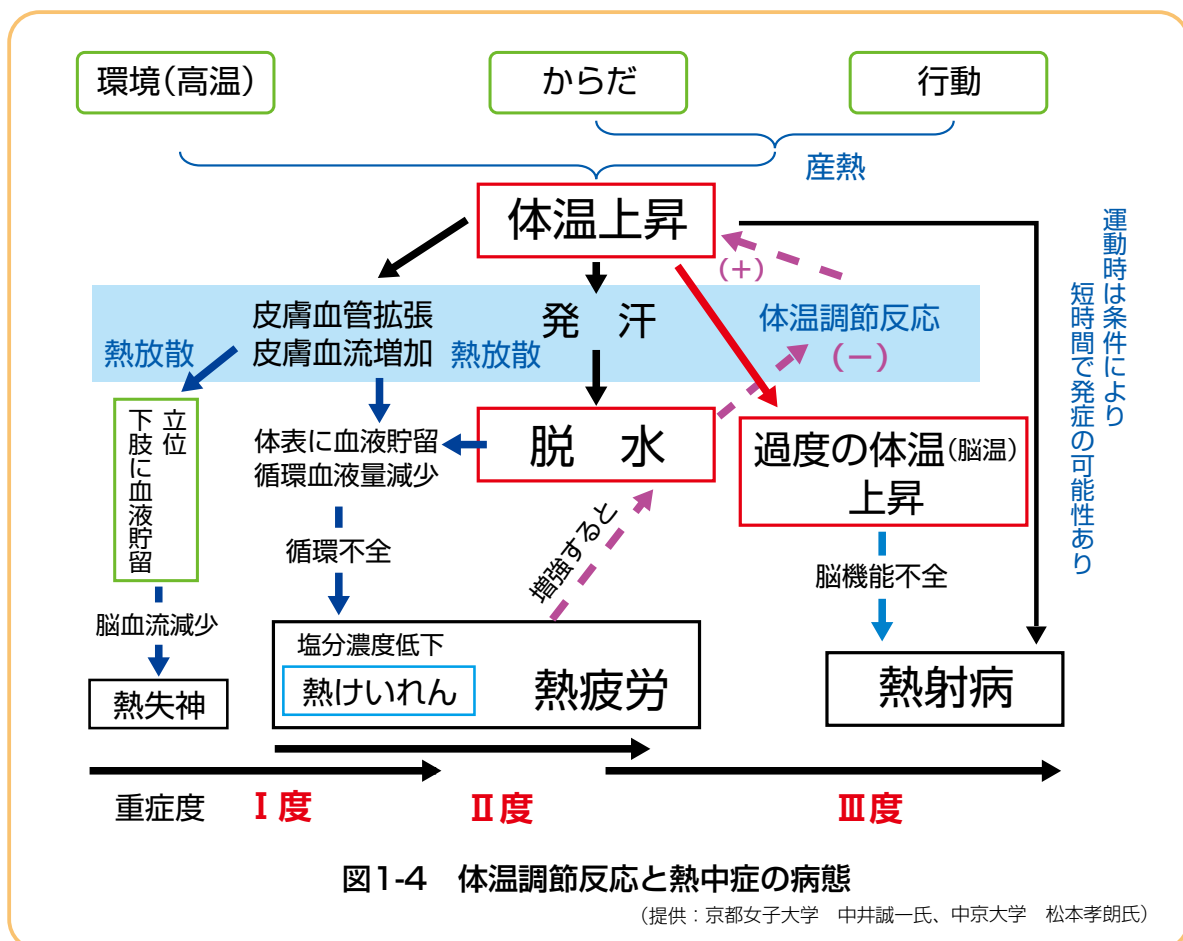 環境(高温)
からだ
行動
産熱
体温上昇
(+)
皮膚血管拡張
皮膚血流増加
熱放散
発 汗
熱放散
体温調節反応
(−)
運動時は条件により
短時間で発症の可能性あり
立位
下肢に血液貯留
体表に血液貯留
循環血液量減少
脱 水
過度の体温(脳温)
上昇
循環不全
増強すると
脳機能不全
脳血流減少
塩分濃度低下
熱失神
熱けいれん
熱疲労
熱射病
重症度
Ⅰ度
Ⅱ度
Ⅲ度
図1-4 体温調節反応と熱中症の病態
(提供:京都女子大学 中井誠一氏、中京大学 松本孝朗氏)